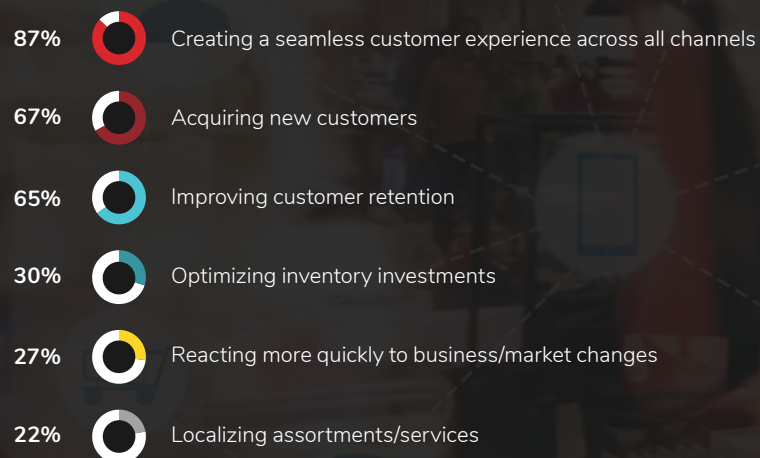 87% Creating a seamless customer experience across all channels
67% Acquiring new customers
65% Improving customer retention
30% Optimizing inventory investments
27% Reacting more quickly to business/market changes
22% Localizing assortments/services